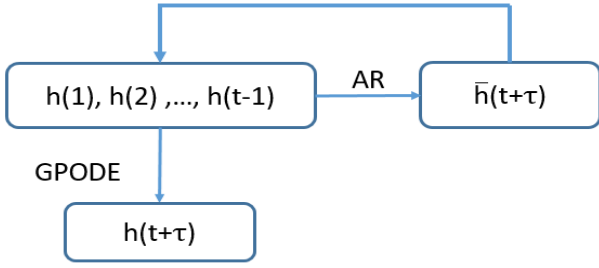 h(1), h(2) ,..., h(t-1)
AR
h̅(t+τ)
GPODE
h(t+τ)